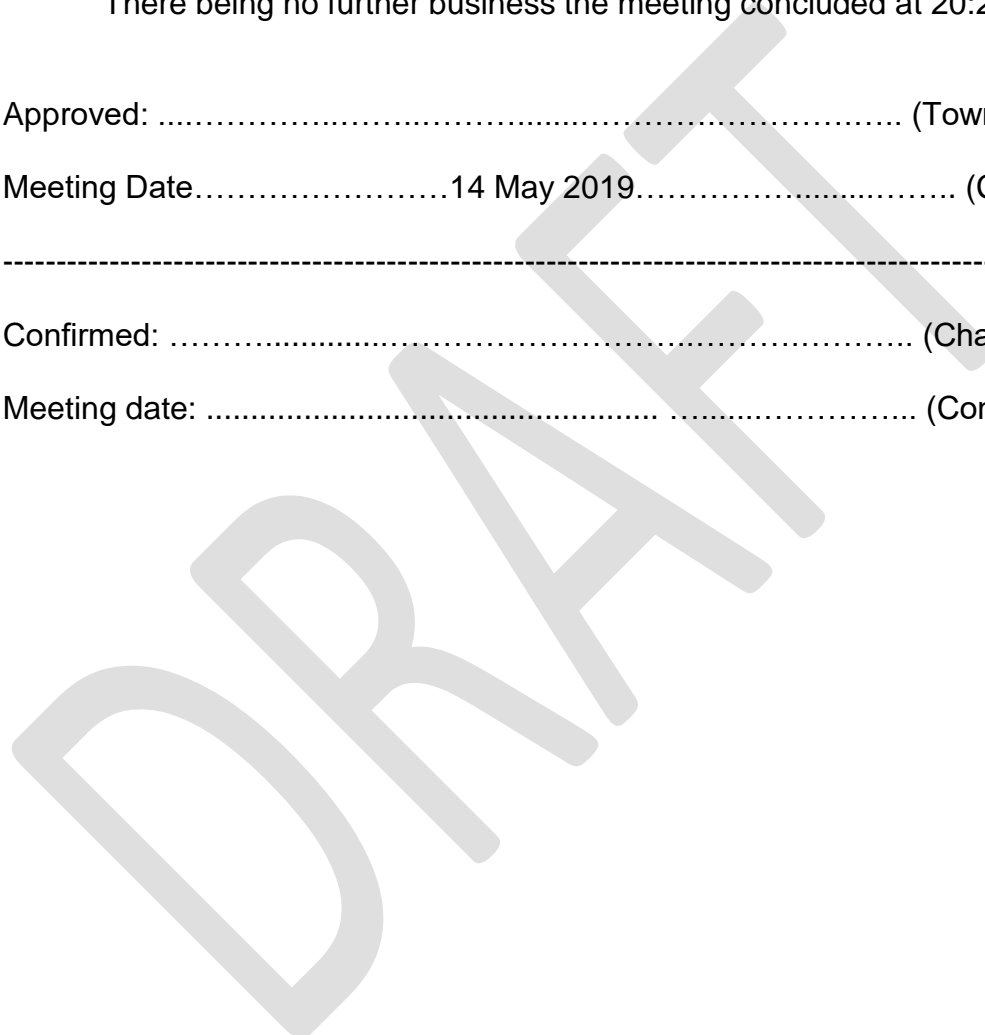 There being no further business the meeting concluded at 20:2
Approved: ....…………..……..………......……………………………….. (Town
Meeting Date……………………14 May 2019…………….........………. (C
--------------------------------------------------------------------------------------------
Confirmed: ………..............……………………………………………….. (Cha
Meeting date: .................................................. ….....…………... (Con
DRAFT